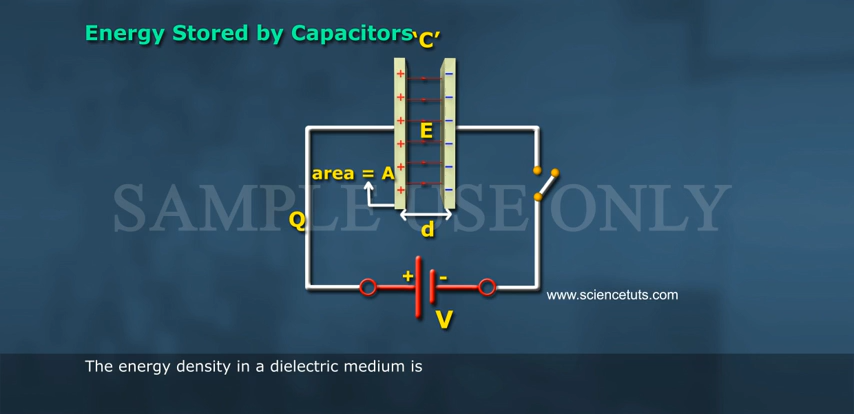 Energy Stored by Capacitors
'C'
+ −
+ −
+ E −
+ −
area = A
+ −
+ −
SAMPLE USE ONLY
Q
d
+ -
www.sciencetuts.com
V
The energy density in a dielectric medium is